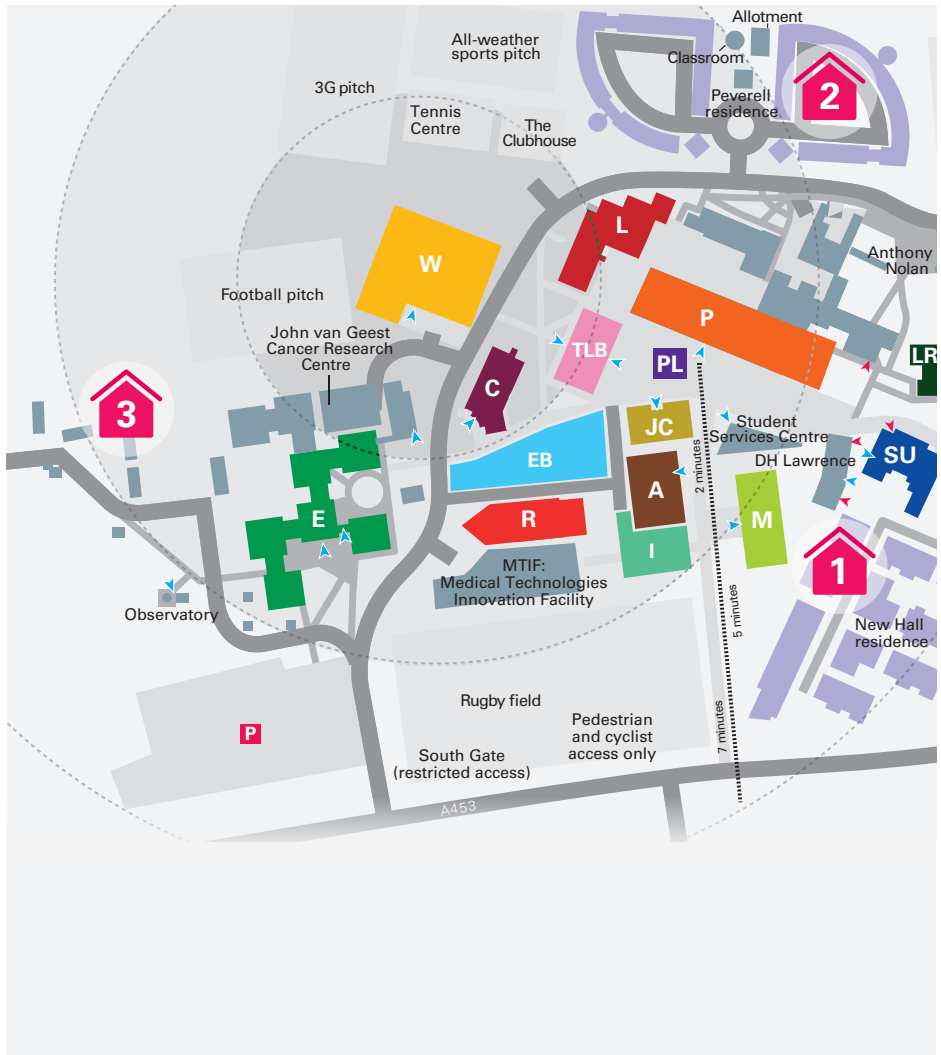 Allotment
All-weather
sports pitch
Classroom
3G pitch
Peverell
residence
2
Tennis
Centre
The
Clubhouse
L
Anthony
Nolan
W
Football pitch
P
John van Geest
Cancer Research
Centre
TLB
PL
LR
C
3
JC
Student
Services Centre
DH Lawrence
SU
EB
2 minutes
A
E
R
M
I
1
MTIF:
Medical Technologies
Innovation Facility
Observatory
5 minutes
New Hall
residence
Rugby field
Pedestrian
and cyclist
access only
7 minutes
P
South Gate
(restricted access)
A453